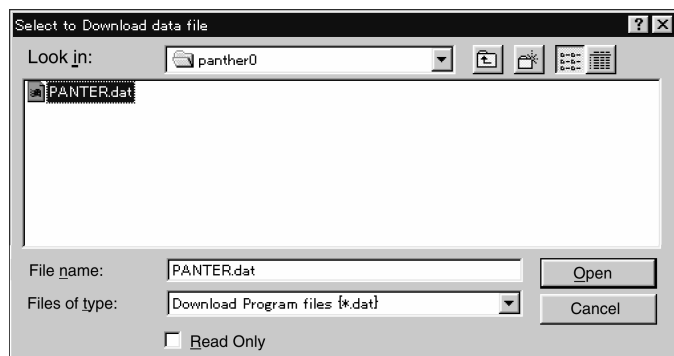 Select to Download data file
Look in: panther0
PANTER.dat
File name: PANTER.dat Open
Files of type: Download Program files {*.dat} Cancel
Read Only